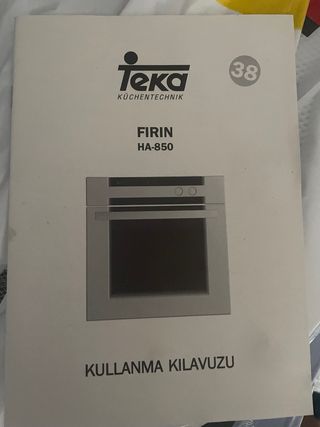 teka
KÜCHENTECHNIK
38
FIRIN
HA-850
KULLANMA KILAVUZU